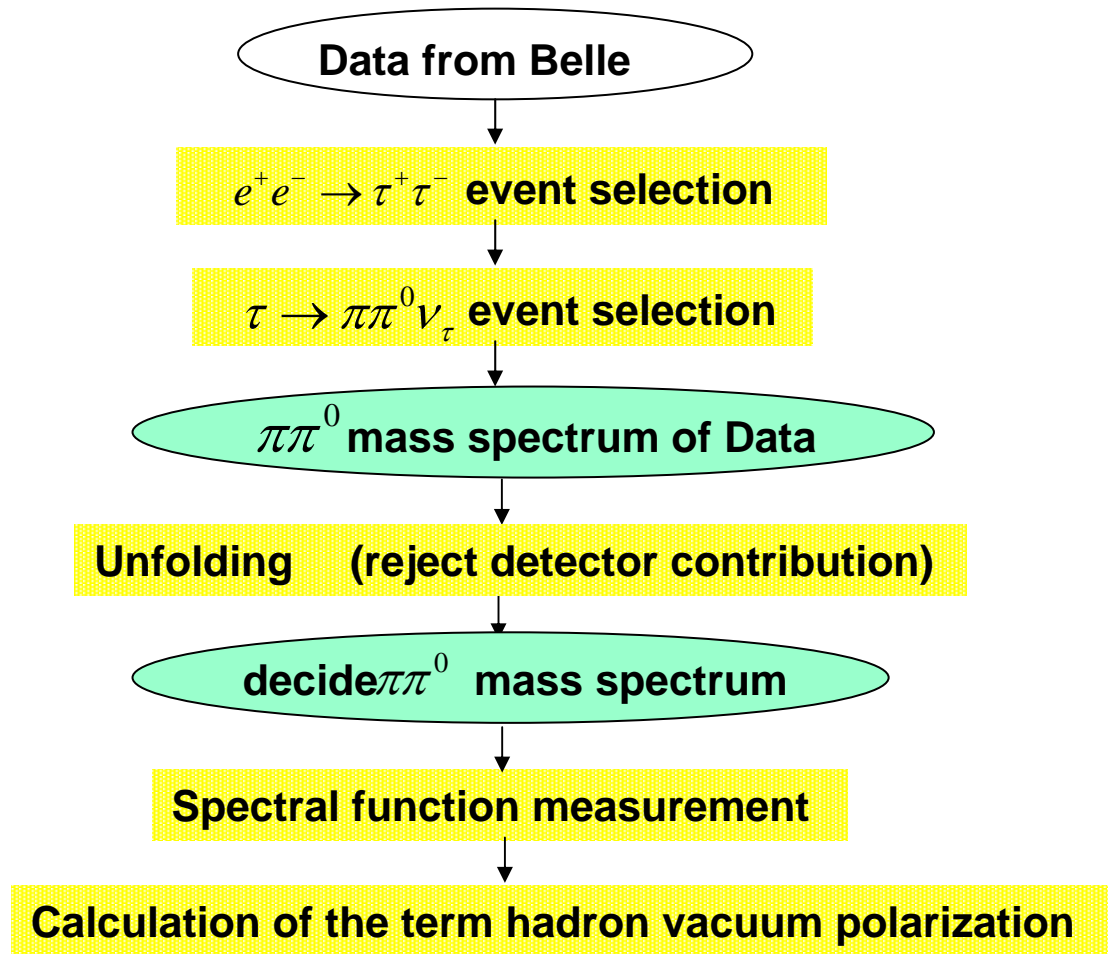 Data from Belle
e⁺e⁻ → τ⁺τ⁻ event selection
τ → ππ⁰ν_τ event selection
ππ⁰ mass spectrum of Data
Unfolding (reject detector contribution)
decideππ⁰ mass spectrum
Spectral function measurement
Calculation of the term hadron vacuum polarization